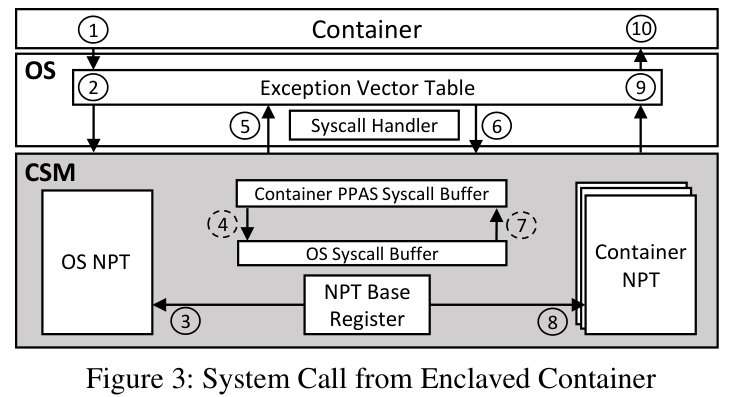 ① Container ⑩
OS
② Exception Vector Table ⑨
⑤ Syscall Handler ⑥
CSM
Container PPAS Syscall Buffer
④ ⑦
OS Syscall Buffer
OS NPT
Container
NPT
NPT Base
Register
③ ⑧
Figure 3: System Call from Enclaved Container